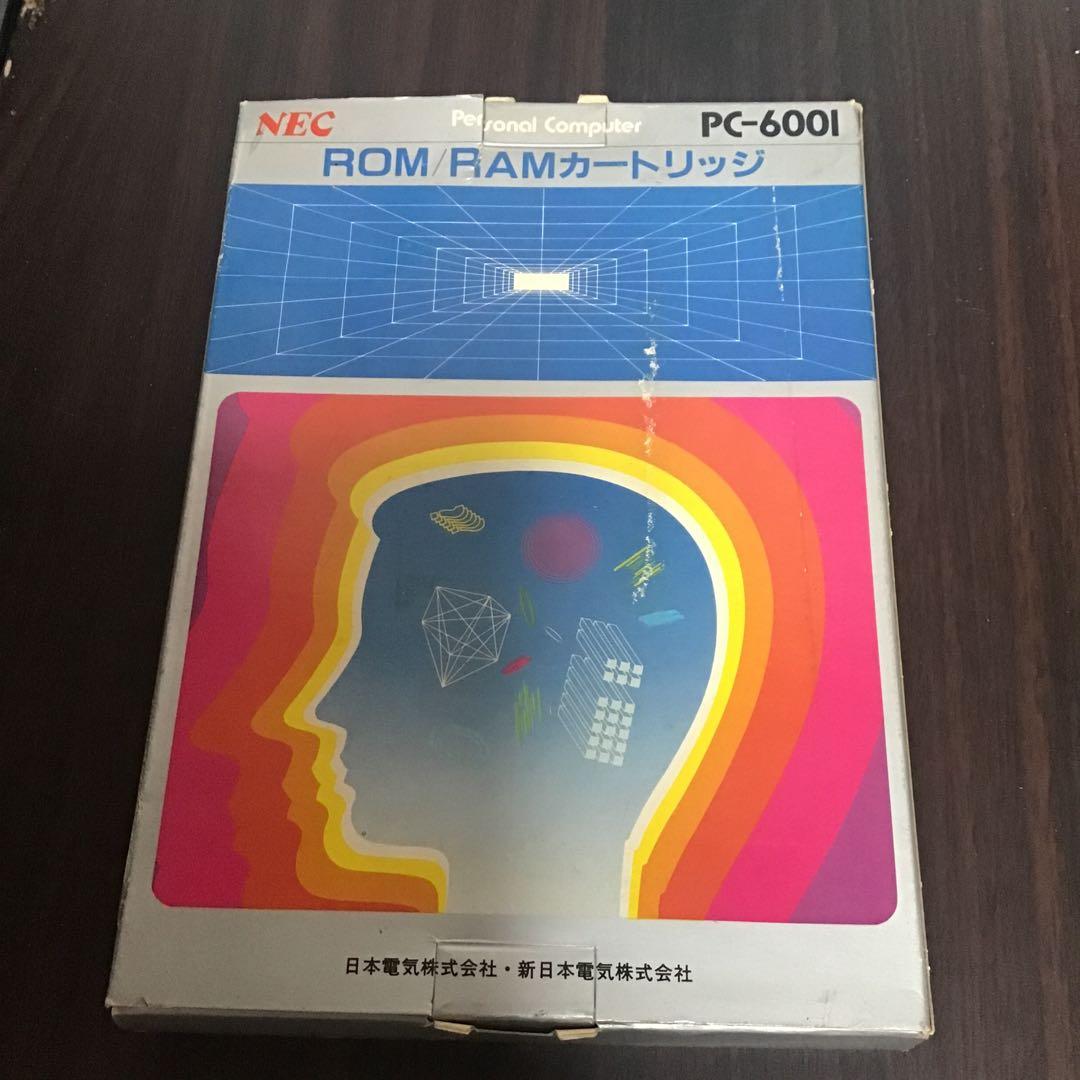 NEC Personal Computer PC-6001
ROM/RAMカートリッジ
日本電気株式会社・新日本電気株式会社